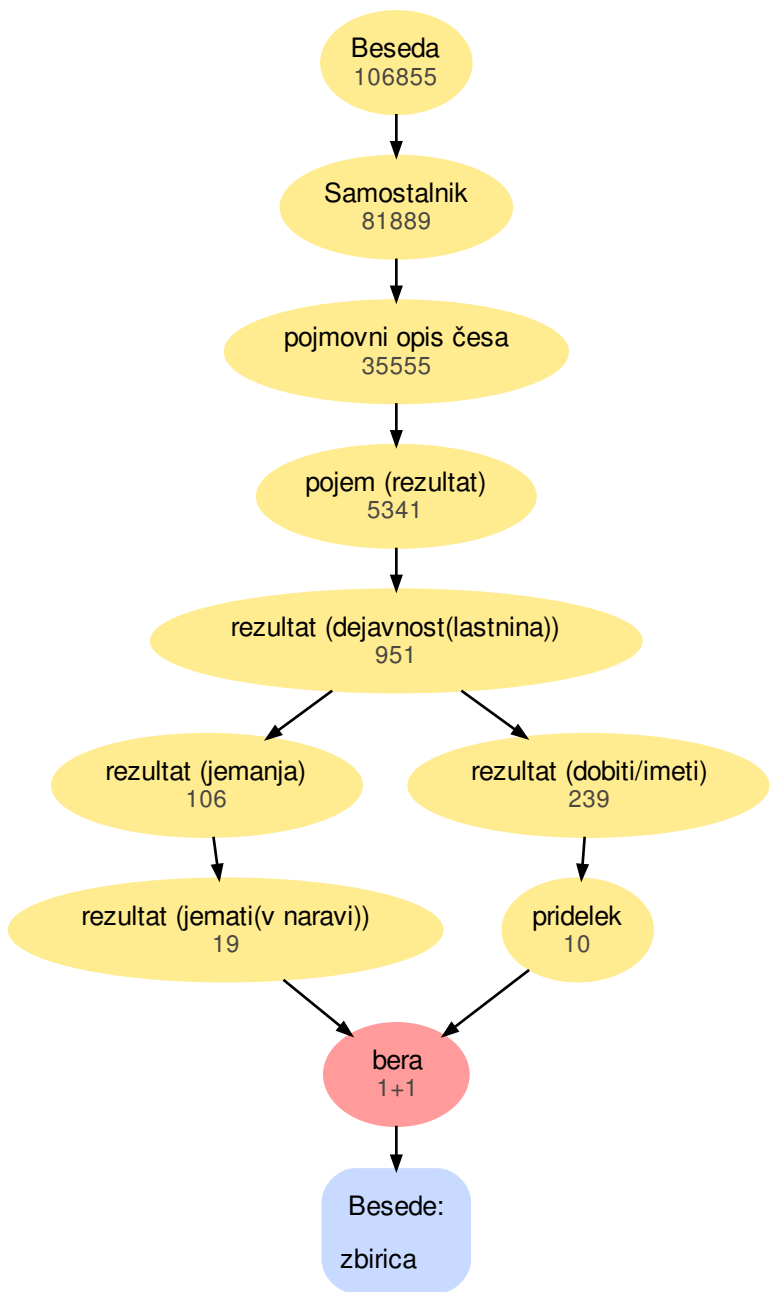 Beseda
106855
Samostalnik
81889
pojmovni opis česa
35555
pojem (rezultat)
5341
rezultat (dejavnost(lastnina))
951
rezultat (jemanja)
106
rezultat (dobiti/imeti)
239
rezultat (jemati(v naravi))
19
pridelek
10
bera
1+1
Besede:
zbirica